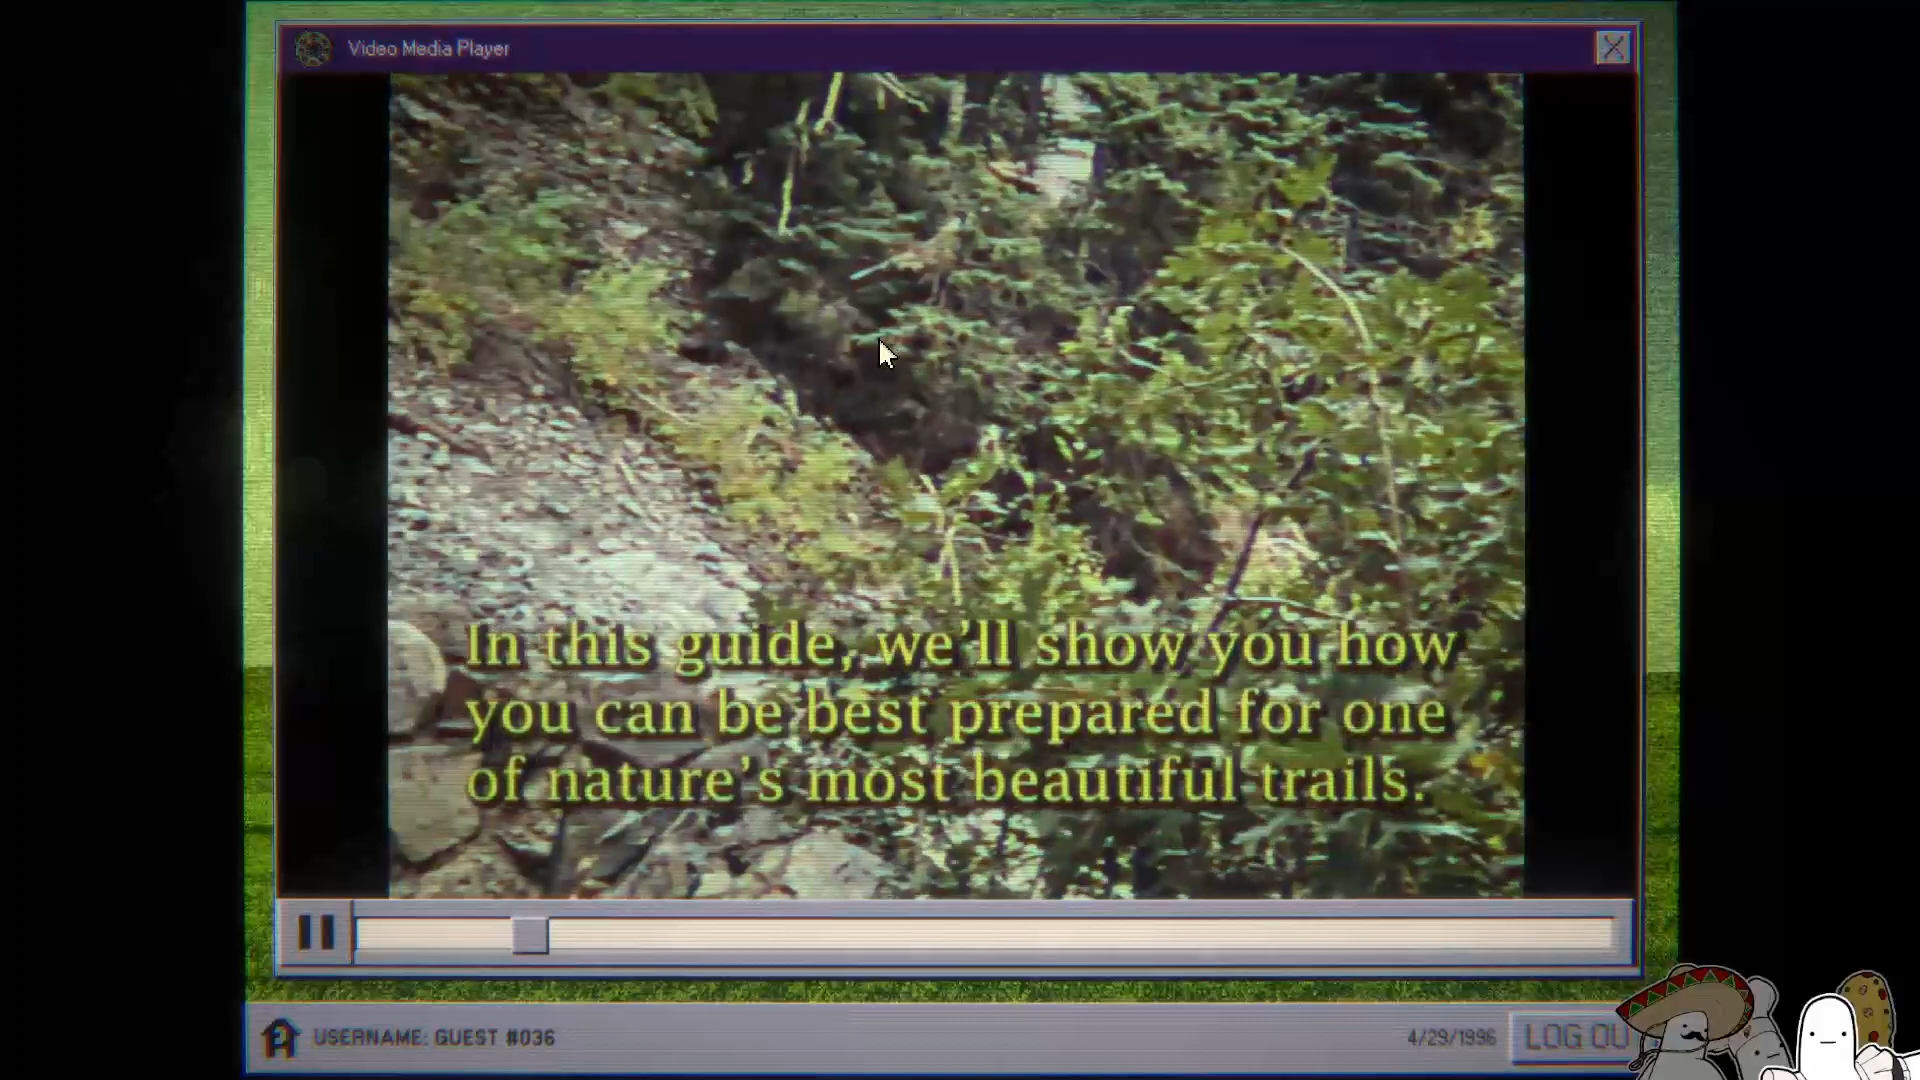 Video Media Player
In this guide, we'll show you how
you can be best prepared for one
of nature's most beautiful trails.
USERNAME: GUEST #036
4/29/1996
LOG OU